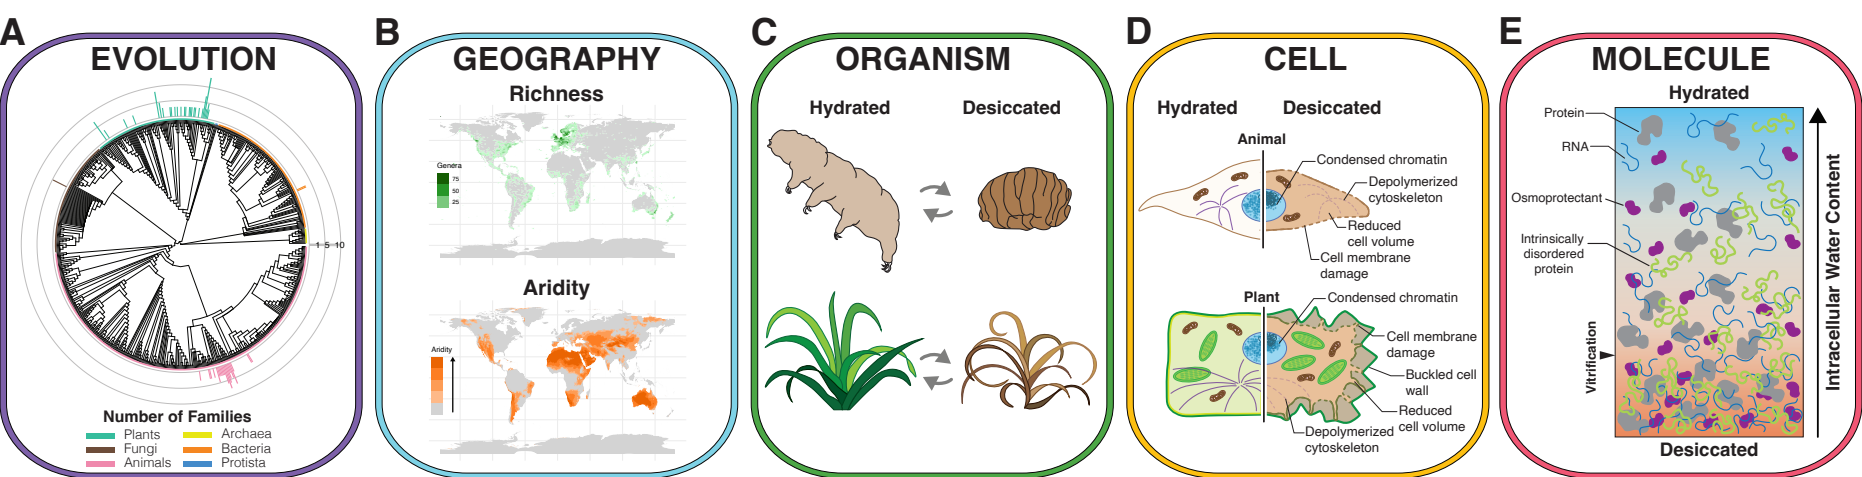 A
EVOLUTION
1 5 10
Number of Families
Plants
Fungi
Animals
Archaea
Bacteria
Protista
B
GEOGRAPHY
Richness
Genera
75
50
25
Aridity
Aridity
C
ORGANISM
Hydrated
Desiccated
D
CELL
Hydrated
Desiccated
Animal
Condensed chromatin
Depolymerized
cytoskeleton
Reduced
cell volume
Cell membrane
damage
Plant
Condensed chromatin
Cell membrane
damage
Buckled cell
wall
Reduced
cell volume
Depolymerized
cytoskeleton
E
MOLECULE
Hydrated
Protein
RNA
Osmoprotectant
Intrinsically
disordered
protein
Vitrification
Intracellular Water Content
Desiccated